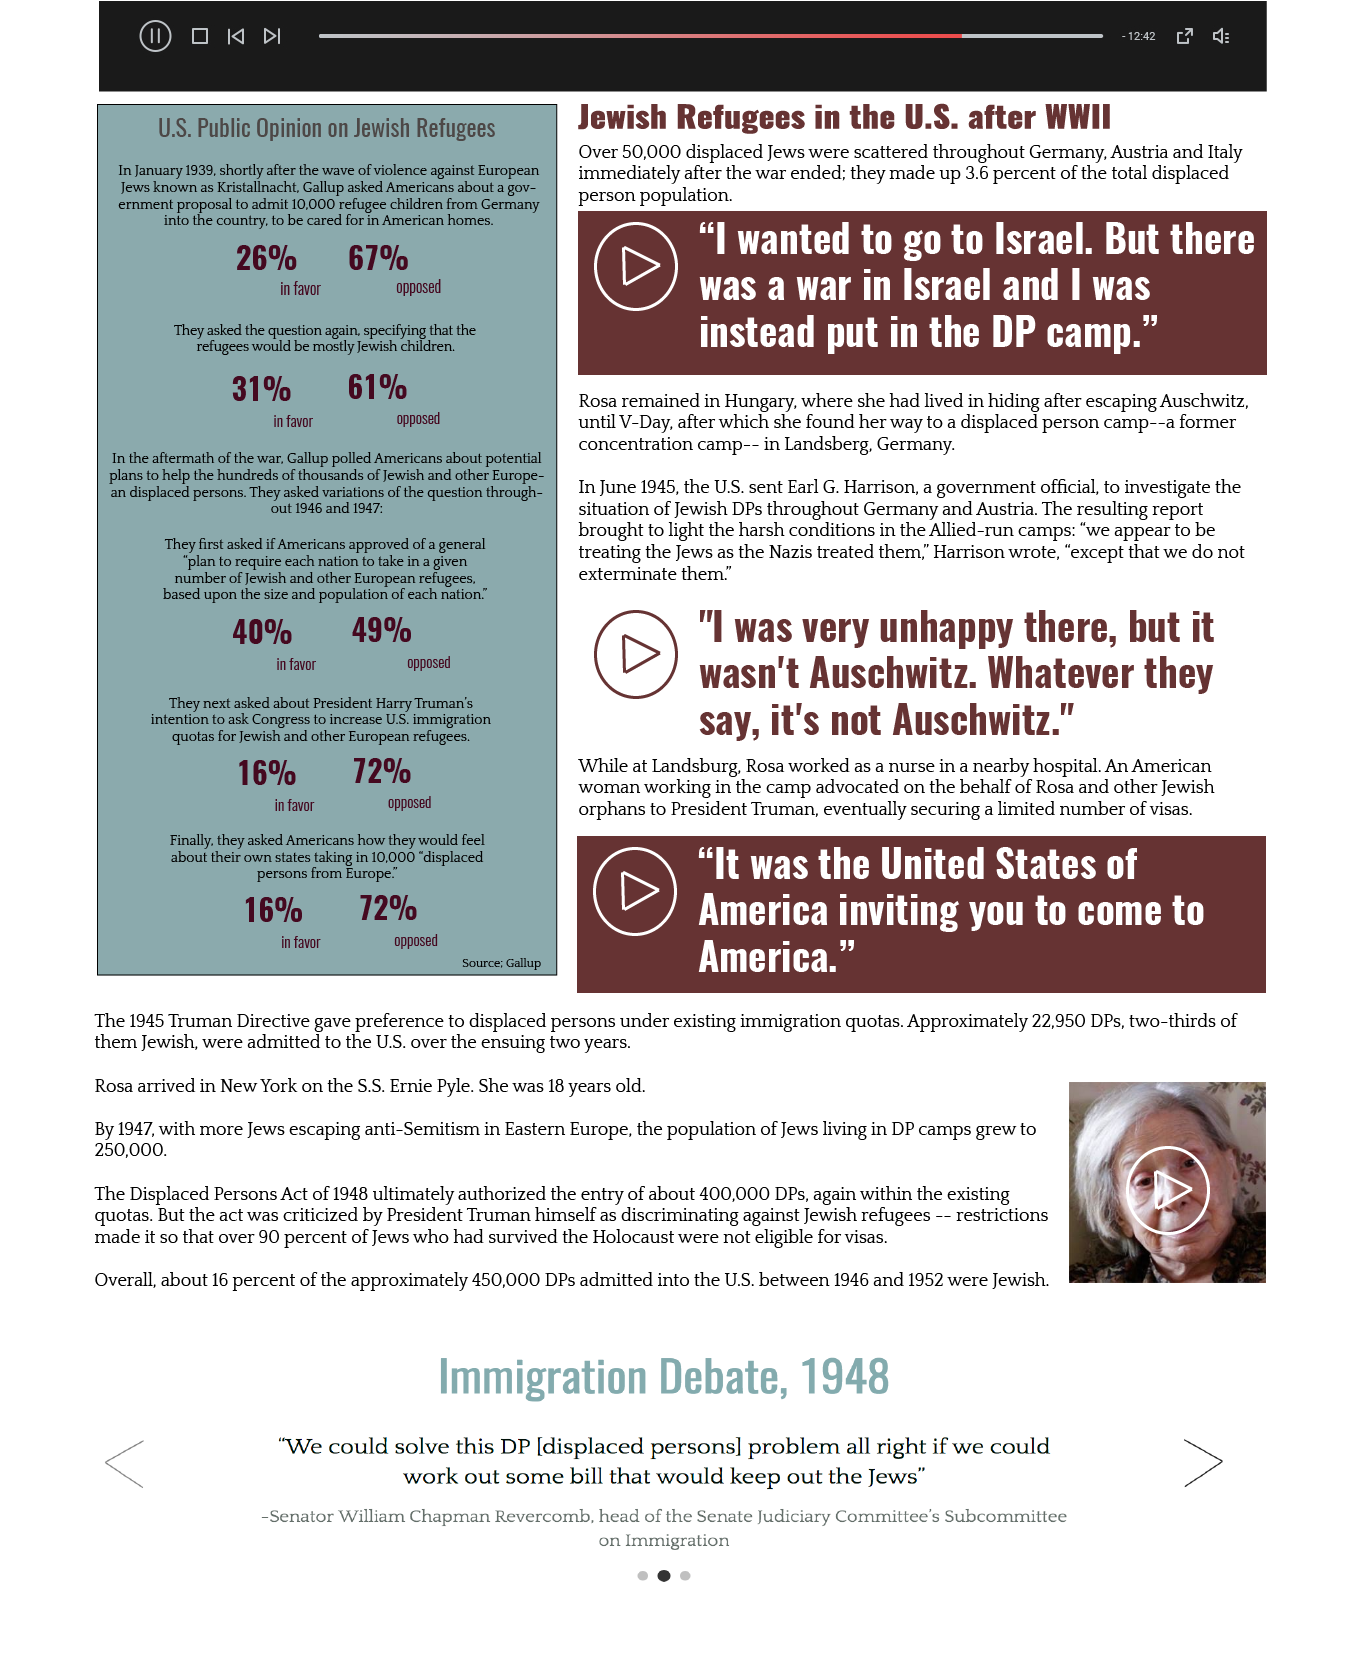 - 12:42
U.S. Public Opinion on Jewish Refugees
In January 1939, shortly after the wave of violence against European
Jews known as Kristallnacht, Gallup asked Americans about a gov-
ernment proposal to admit 10,000 refugee children from Germany
into the country, to be cared for in American homes.
26% 67%
in favor opposed
They asked the question again, specifying that the
refugees would be mostly Jewish children.
31% 61%
in favor opposed
In the aftermath of the war, Gallup polled Americans about potential
plans to help the hundreds of thousands of Jewish and other Europe-
an displaced persons. They asked variations of the question through-
out 1946 and 1947:
They first asked if Americans approved of a general
“plan to require each nation to take in a given
number of Jewish and other European refugees,
based upon the size and population of each nation.”
40% 49%
in favor opposed
They next asked about President Harry Truman’s
intention to ask Congress to increase U.S. immigration
quotas for Jewish and other European refugees.
16% 72%
in favor opposed
Finally, they asked Americans how they would feel
about their own states taking in 10,000 “displaced
persons from Europe.”
16% 72%
in favor opposed
Source; Gallup
Jewish Refugees in the U.S. after WWII
Over 50,000 displaced Jews were scattered throughout Germany, Austria and Italy
immediately after the war ended; they made up 3.6 percent of the total displaced
person population.
“I wanted to go to Israel. But there
was a war in Israel and I was
instead put in the DP camp.”
Rosa remained in Hungary, where she had lived in hiding after escaping Auschwitz,
until V-Day, after which she found her way to a displaced person camp--a former
concentration camp-- in Landsberg, Germany.
In June 1945, the U.S. sent Earl G. Harrison, a government official, to investigate the
situation of Jewish DPs throughout Germany and Austria. The resulting report
brought to light the harsh conditions in the Allied-run camps: “we appear to be
treating the Jews as the Nazis treated them,” Harrison wrote, “except that we do not
exterminate them.”
"I was very unhappy there, but it
wasn't Auschwitz. Whatever they
say, it's not Auschwitz."
While at Landsburg, Rosa worked as a nurse in a nearby hospital. An American
woman working in the camp advocated on the behalf of Rosa and other Jewish
orphans to President Truman, eventually securing a limited number of visas.
“It was the United States of
America inviting you to come to
America.”
The 1945 Truman Directive gave preference to displaced persons under existing immigration quotas. Approximately 22,950 DPs, two-thirds of
them Jewish, were admitted to the U.S. over the ensuing two years.
Rosa arrived in New York on the S.S. Ernie Pyle. She was 18 years old.
By 1947, with more Jews escaping anti-Semitism in Eastern Europe, the population of Jews living in DP camps grew to
250,000.
The Displaced Persons Act of 1948 ultimately authorized the entry of about 400,000 DPs, again within the existing
quotas. But the act was criticized by President Truman himself as discriminating against Jewish refugees -- restrictions
made it so that over 90 percent of Jews who had survived the Holocaust were not eligible for visas.
Overall, about 16 percent of the approximately 450,000 DPs admitted into the U.S. between 1946 and 1952 were Jewish.
Immigration Debate, 1948
“We could solve this DP [displaced persons] problem all right if we could
work out some bill that would keep out the Jews”
-Senator William Chapman Revercomb, head of the Senate Judiciary Committee’s Subcommittee
on Immigration